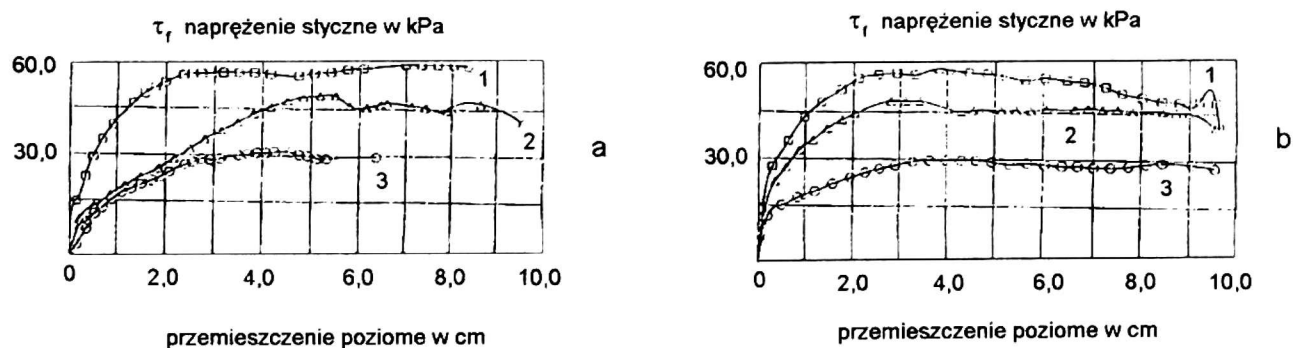 τf naprężenie styczne w kPa
60,0
30,0
0 2,0 4,0 6,0 8,0 10,0
1
2
3
a
przemieszczenie poziome w cm
τf naprężenie styczne w kPa
60,0
30,0
0 2,0 4,0 6,0 8,0 10,0
1
2
3
b
przemieszczenie poziome w cm